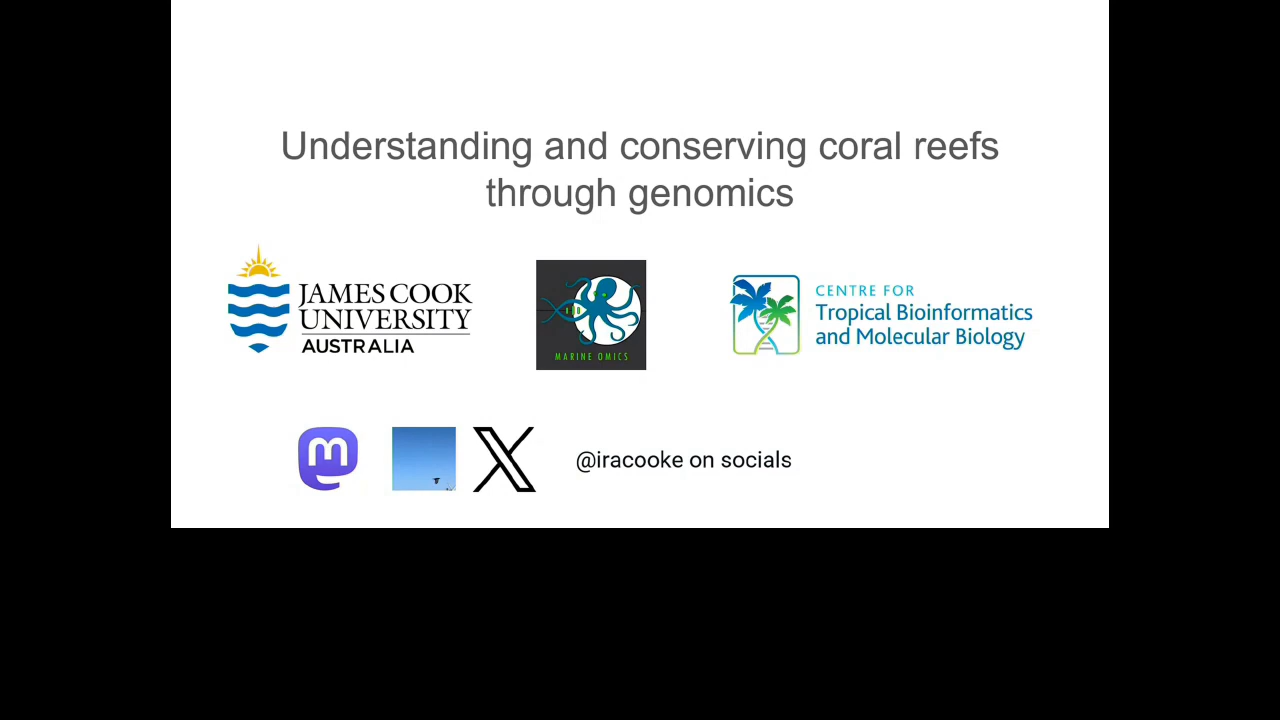 Understanding and conserving coral reefs
through genomics
JAMES COOK
UNIVERSITY
AUSTRALIA
MARINE OMICS
CENTRE FOR
Tropical Bioinformatics
and Molecular Biology
@iracooke on socials